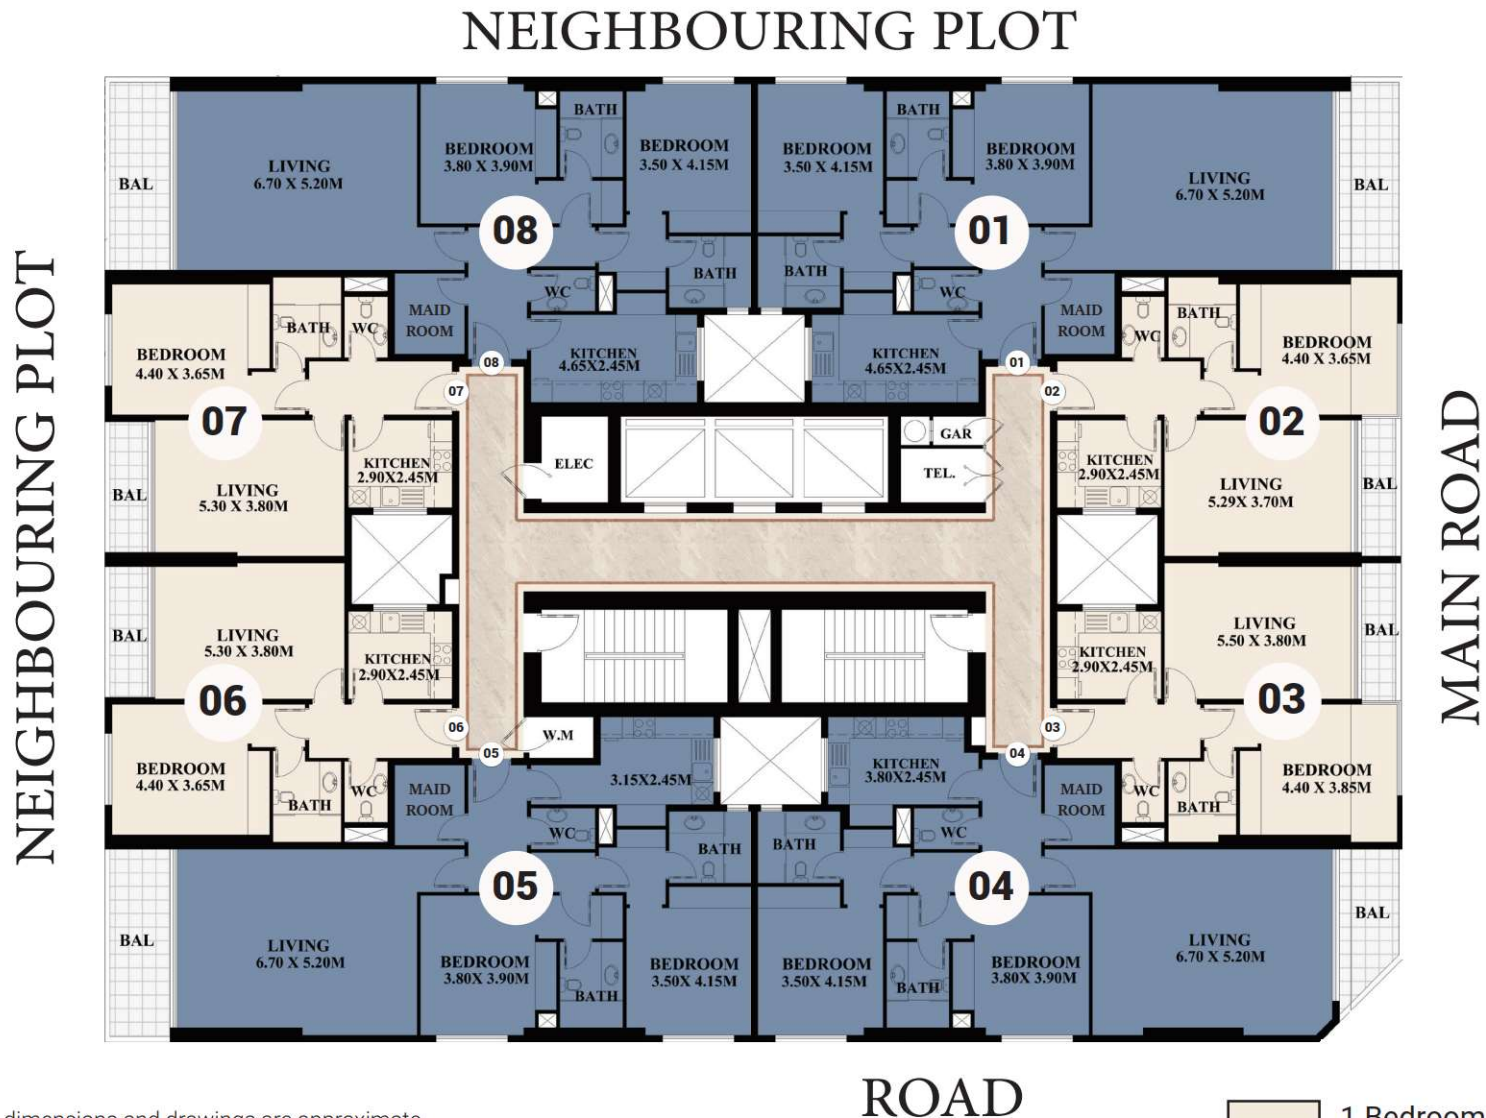 NEIGHBOURING PLOT
NEIGHBOURING PLOT
MAIN ROAD
BAL
LIVING
6.70 X 5.20M
BEDROOM
3.80 X 3.90M
BATH
BEDROOM
3.50 X 4.15M
08
BATH
WC
MAID
ROOM
KITCHEN
4.65X2.45M
08
BEDROOM
3.50 X 4.15M
BATH
BEDROOM
3.80 X 3.90M
LIVING
6.70 X 5.20M
BAL
01
BATH
WC
MAID
ROOM
KITCHEN
4.65X2.45M
01
BEDROOM
4.40 X 3.65M
BATH
WC
07
07
KITCHEN
2.90X2.45M
LIVING
5.30 X 3.80M
BAL
ELEC
GAR
TEL.
02
WC
BATH
BEDROOM
4.40 X 3.65M
02
KITCHEN
2.90X2.45M
LIVING
5.29X 3.70M
BAL
BAL
LIVING
5.30 X 3.80M
KITCHEN
2.90X2.45M
06
06
BEDROOM
4.40 X 3.65M
BATH
WC
KITCHEN
2.90X2.45M
LIVING
5.50 X 3.80M
BAL
03
03
WC
BATH
BEDROOM
4.40 X 3.85M
W.M
05
MAID
ROOM
3.15X2.45M
WC
BATH
05
BAL
LIVING
6.70 X 5.20M
BEDROOM
3.80X 3.90M
BATH
BEDROOM
3.50X 4.15M
04
KITCHEN
3.80X2.45M
MAID
ROOM
WC
BATH
04
BEDROOM
3.50X 4.15M
BATH
BEDROOM
3.80X 3.90M
LIVING
6.70 X 5.20M
BAL
ROAD
dimensions and drawings are approximate
1 Bedroom